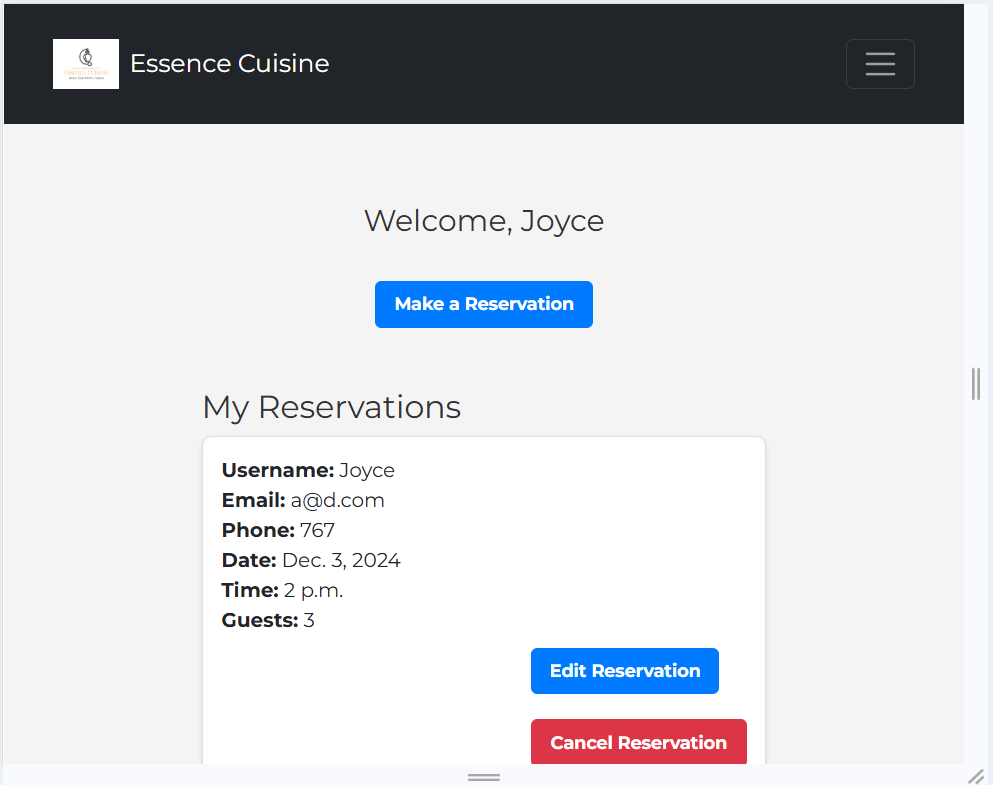 Essence Cuisine
Welcome, Joyce
Make a Reservation
My Reservations
Username: Joyce
Email: a@d.com
Phone: 767
Date: Dec. 3, 2024
Time: 2 p.m.
Guests: 3
Edit Reservation
Cancel Reservation